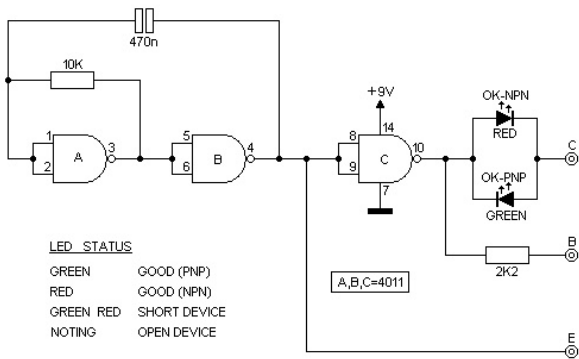 470n
10K
+9V
OK-NPN
RED
OK-PNP
GREEN
1
2
A
3
5
6
B
4
8
9
C
14
10
7
C
B
2K2
E
LED STATUS
GREEN GOOD (PNP)
RED GOOD (NPN)
GREEN RED SHORT DEVICE
NOTING OPEN DEVICE
A,B,C=4011